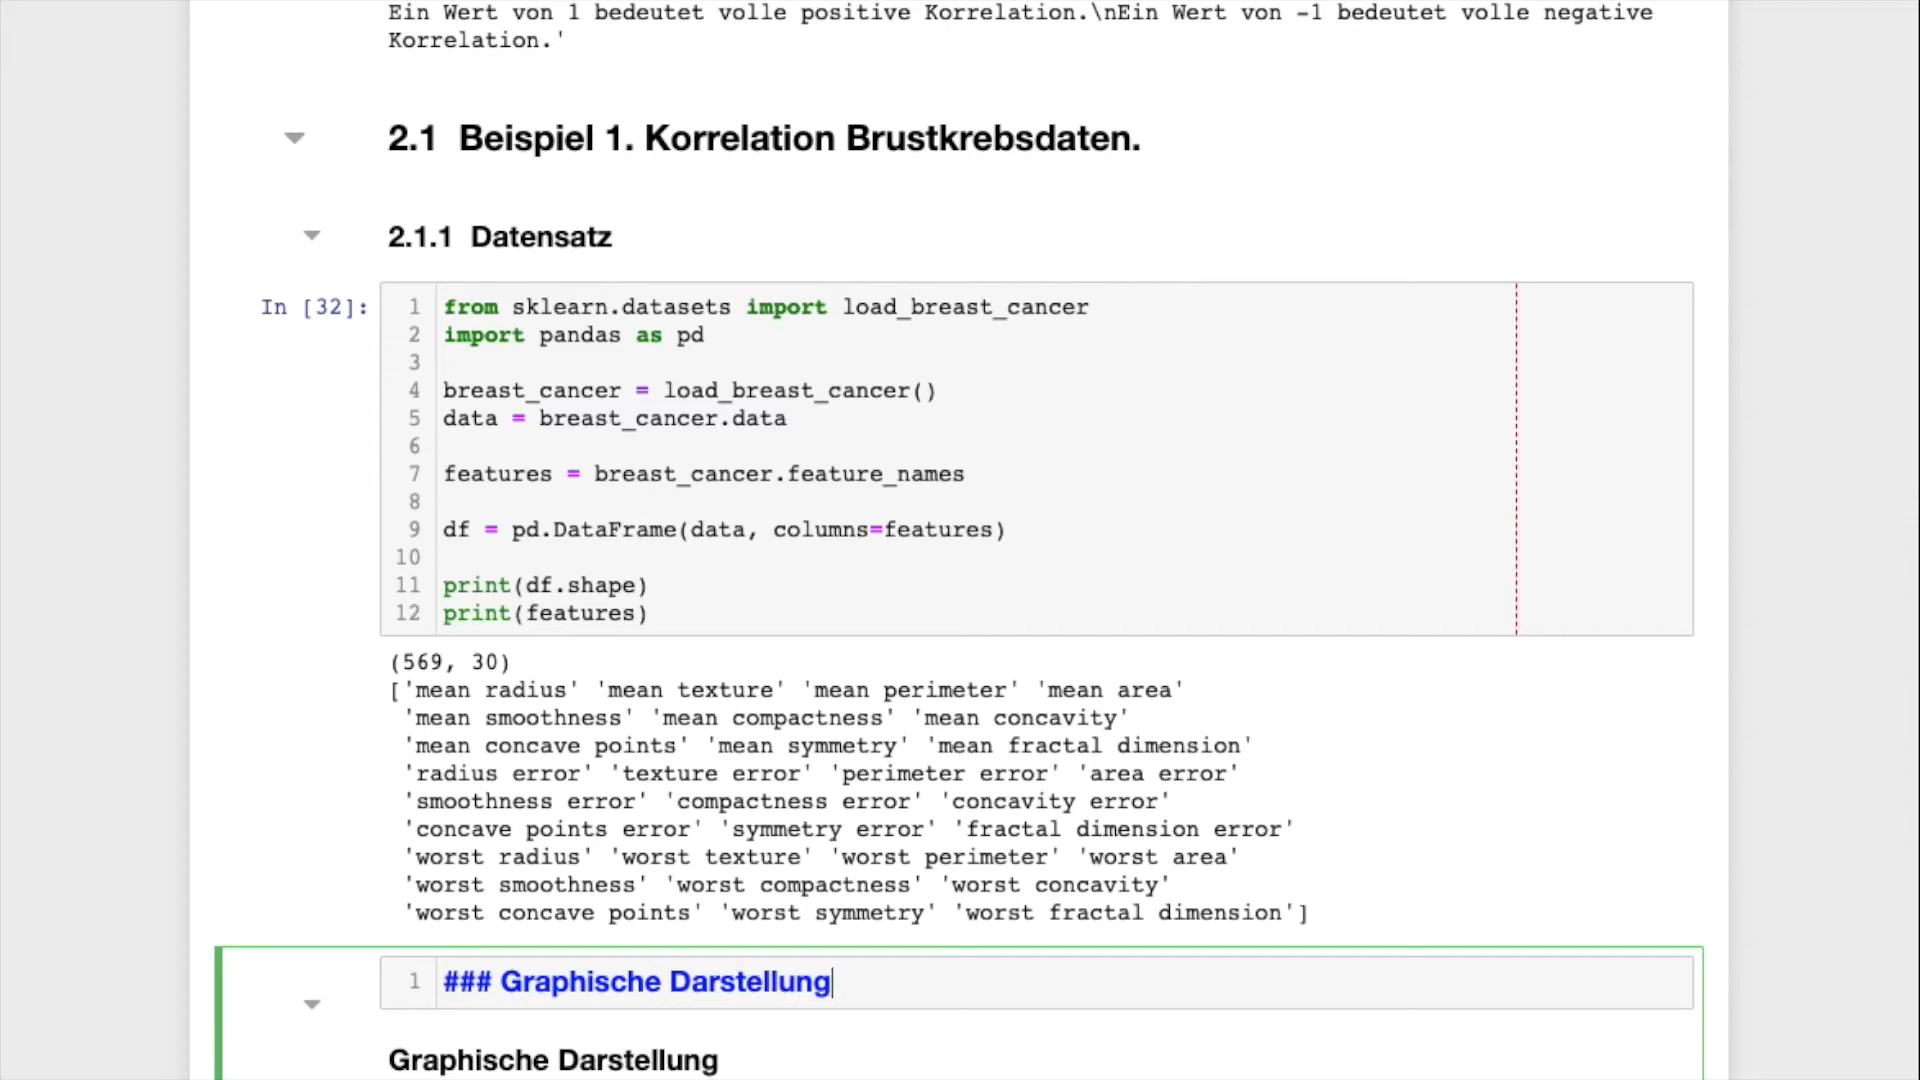 Ein Wert von 1 bedeutet volle positive Korrelation.\nEin Wert von -1 bedeutet volle negative
Korrelation.'
2.1 Beispiel 1. Korrelation Brustkrebsdaten.
2.1.1 Datensatz
In [32]:
1 from sklearn.datasets import load_breast_cancer
2 import pandas as pd
3
4 breast_cancer = load_breast_cancer()
5 data = breast_cancer.data
6
7 features = breast_cancer.feature_names
8
9 df = pd.DataFrame(data, columns=features)
10
11 print(df.shape)
12 print(features)
(569, 30)
['mean radius' 'mean texture' 'mean perimeter' 'mean area'
'mean smoothness' 'mean compactness' 'mean concavity'
'mean concave points' 'mean symmetry' 'mean fractal dimension'
'radius error' 'texture error' 'perimeter error' 'area error'
'smoothness error' 'compactness error' 'concavity error'
'concave points error' 'symmetry error' 'fractal dimension error'
'worst radius' 'worst texture' 'worst perimeter' 'worst area'
'worst smoothness' 'worst compactness' 'worst concavity'
'worst concave points' 'worst symmetry' 'worst fractal dimension']
1 ### Graphische Darstellung
Graphische Darstellung